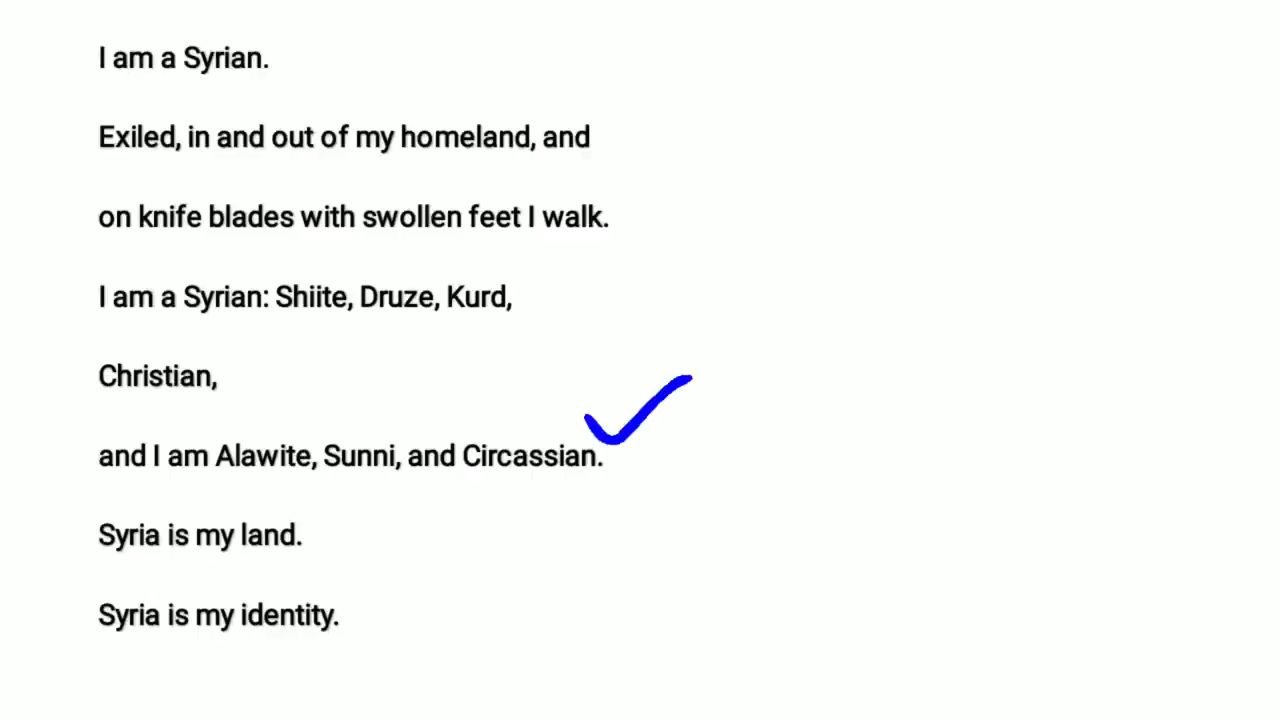 I am a Syrian.
Exiled, in and out of my homeland, and
on knife blades with swollen feet I walk.
I am a Syrian: Shiite, Druze, Kurd,
Christian,
and I am Alawite, Sunni, and Circassian.
Syria is my land.
Syria is my identity.